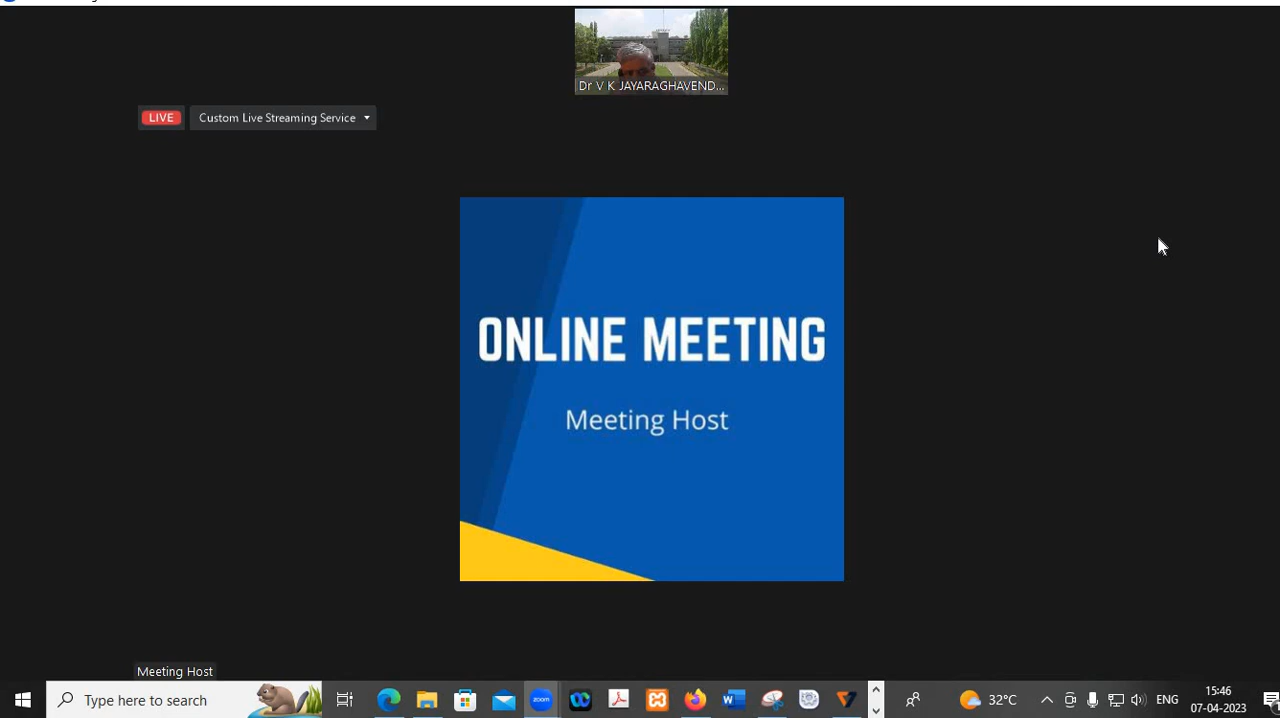 Dr V K JAYARAGHAVEND...
LIVE
Custom Live Streaming Service
ONLINE MEETING
Meeting Host
Meeting Host
Type here to search
zoom
32°C
ENG
15:46
07-04-2023